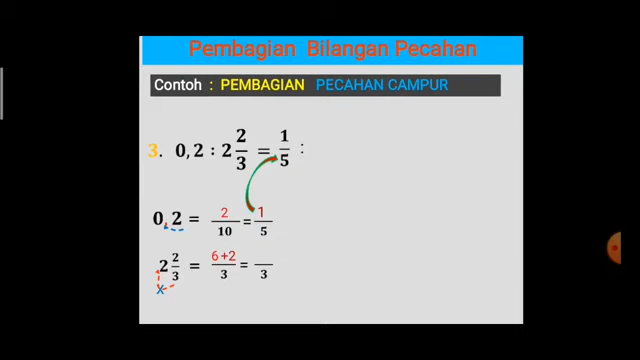 Pembagian Bilangan Pecahan
Contoh : PEMBAGIAN PECAHAN CAMPUR
3. 0,2 : 2 2/3 = 1/5 :
0,2 = 2/10 = 1/5
2 2/3 = 6+2/3 = /3
x